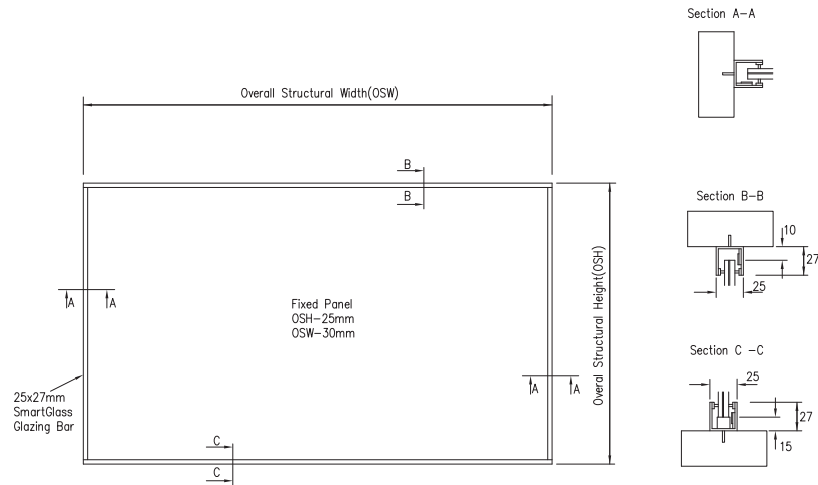 Section A-A
Overall Structural Width(OSW)
B
B
Section B-B
10
27
25
A
A
Fixed Panel
OSH-25mm
OSW-30mm
Overal Structural Height(OSH)
Section C -C
25
27
15
A
A
25x27mm
SmartGlass
Glazing Bar
C
C